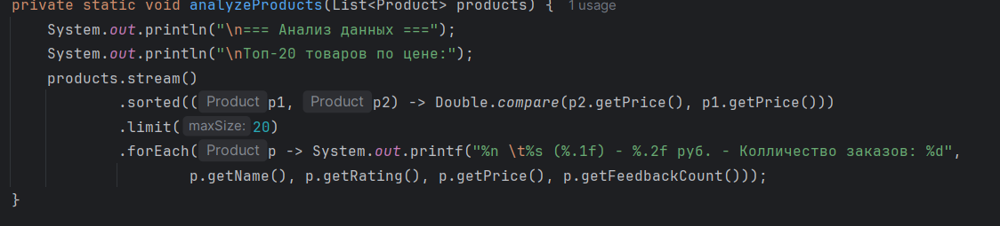 private static void analyzeProducts(List<Product> products) { 1 usage
System.out.println("\n=== Анализ данных ===");
System.out.println("\nТоп-20 товаров по цене:");
products.stream()
.sorted((Product p1, Product p2) -> Double.compare(p2.getPrice(), p1.getPrice()))
.limit(maxSize: 20)
.forEach(Product p -> System.out.printf("%n \t%s (%.1f) - %.2f руб. - Колличество заказов: %d",
p.getName(), p.getRating(), p.getPrice(), p.getFeedbackCount()));
}